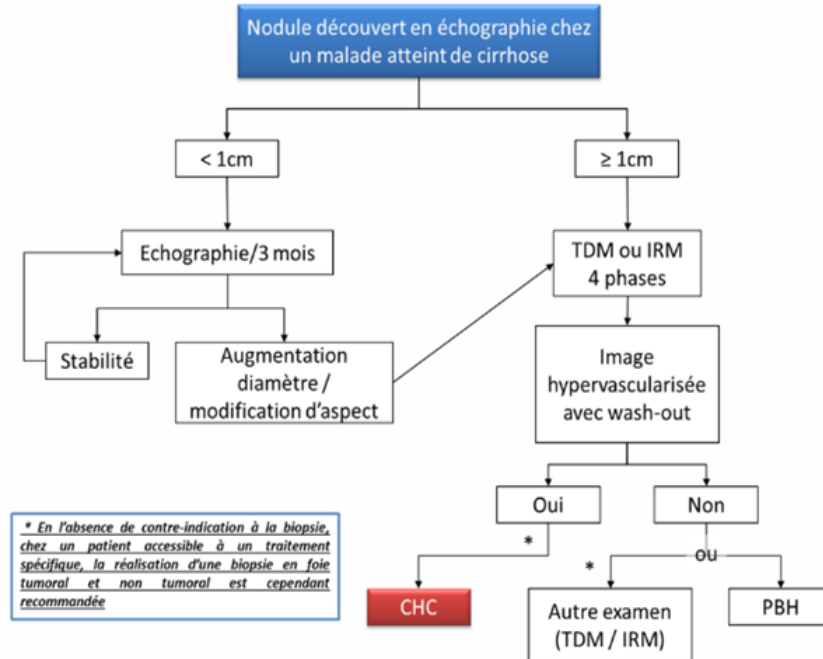 Nodule découvert en échographie chez
un malade atteint de cirrhose
< 1cm
≥ 1cm
Echographie/3 mois
TDM ou IRM
4 phases
Stabilité
Augmentation
diamètre /
modification d'aspect
Image
hypervascularisée
avec wash-out
Oui
Non
*
ou
*
CHC
Autre examen
(TDM / IRM)
PBH
* En l'absence de contre-indication à la biopsie,
chez un patient accessible à un traitement
spécifique, la réalisation d'une biopsie en foie
tumoral et non tumoral est cependant
recommandée